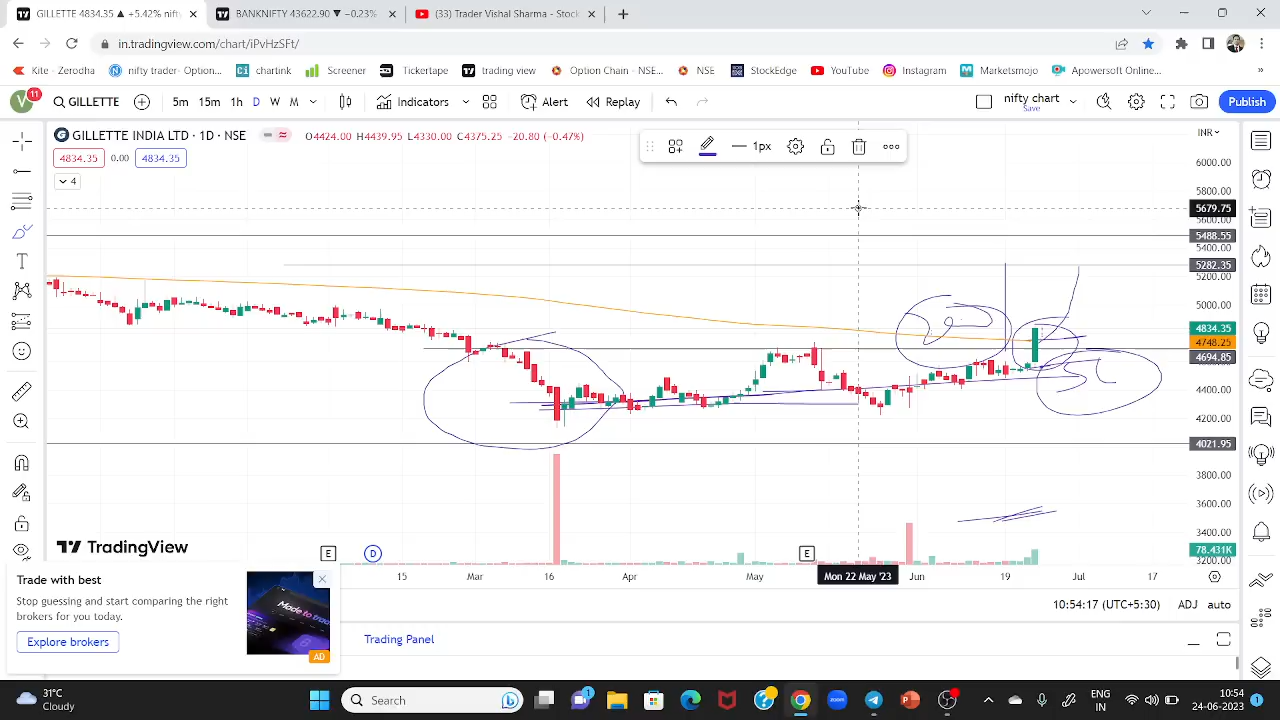 GILLETTE 4834.35 ▲ +5.42% nifty
BANKNIFTY 43622.90 ▼ −0.23%
(33) Trader Vishal Sharma - Stock
in.tradingview.com/chart/iPvHzSFt/
Kite - Zerodha
nifty trader- Option...
chartink
Screener
Tickertape
trading view
Option Chain - NSE...
NSE
StockEdge
YouTube
Instagram
Marketsmojo
Apowersoft Online...
»
V 11
GILLETTE
5m 15m 1h D W M
Indicators
Alert
Replay
nifty chart
Save
Publish
GILLETTE INDIA LTD · 1D · NSE
O4424.00 H4439.95 L4330.00 C4375.25 −20.80 (−0.47%)
1px
INR
4834.35 0.00 4834.35
4
6000.00
5800.00
5679.75
5600.00
5488.55
5400.00
5282.35
5200.00
5000.00
4834.35
4748.25
4694.85
4400.00
4200.00
4021.95
3800.00
3600.00
3400.00
78.431K
3200.00
TradingView
E D E
15 Mar 16 Apr May Mon 22 May '23 Jun 19 Jul 17
Trade with best
Stop guessing and start comparing the right
brokers for you today.
Explore brokers
AD
10:54:17 (UTC+5:30) ADJ auto
Trading Panel
31°C
Cloudy
Search
1
zoom
ENG
IN
10:54
24-06-2023
1